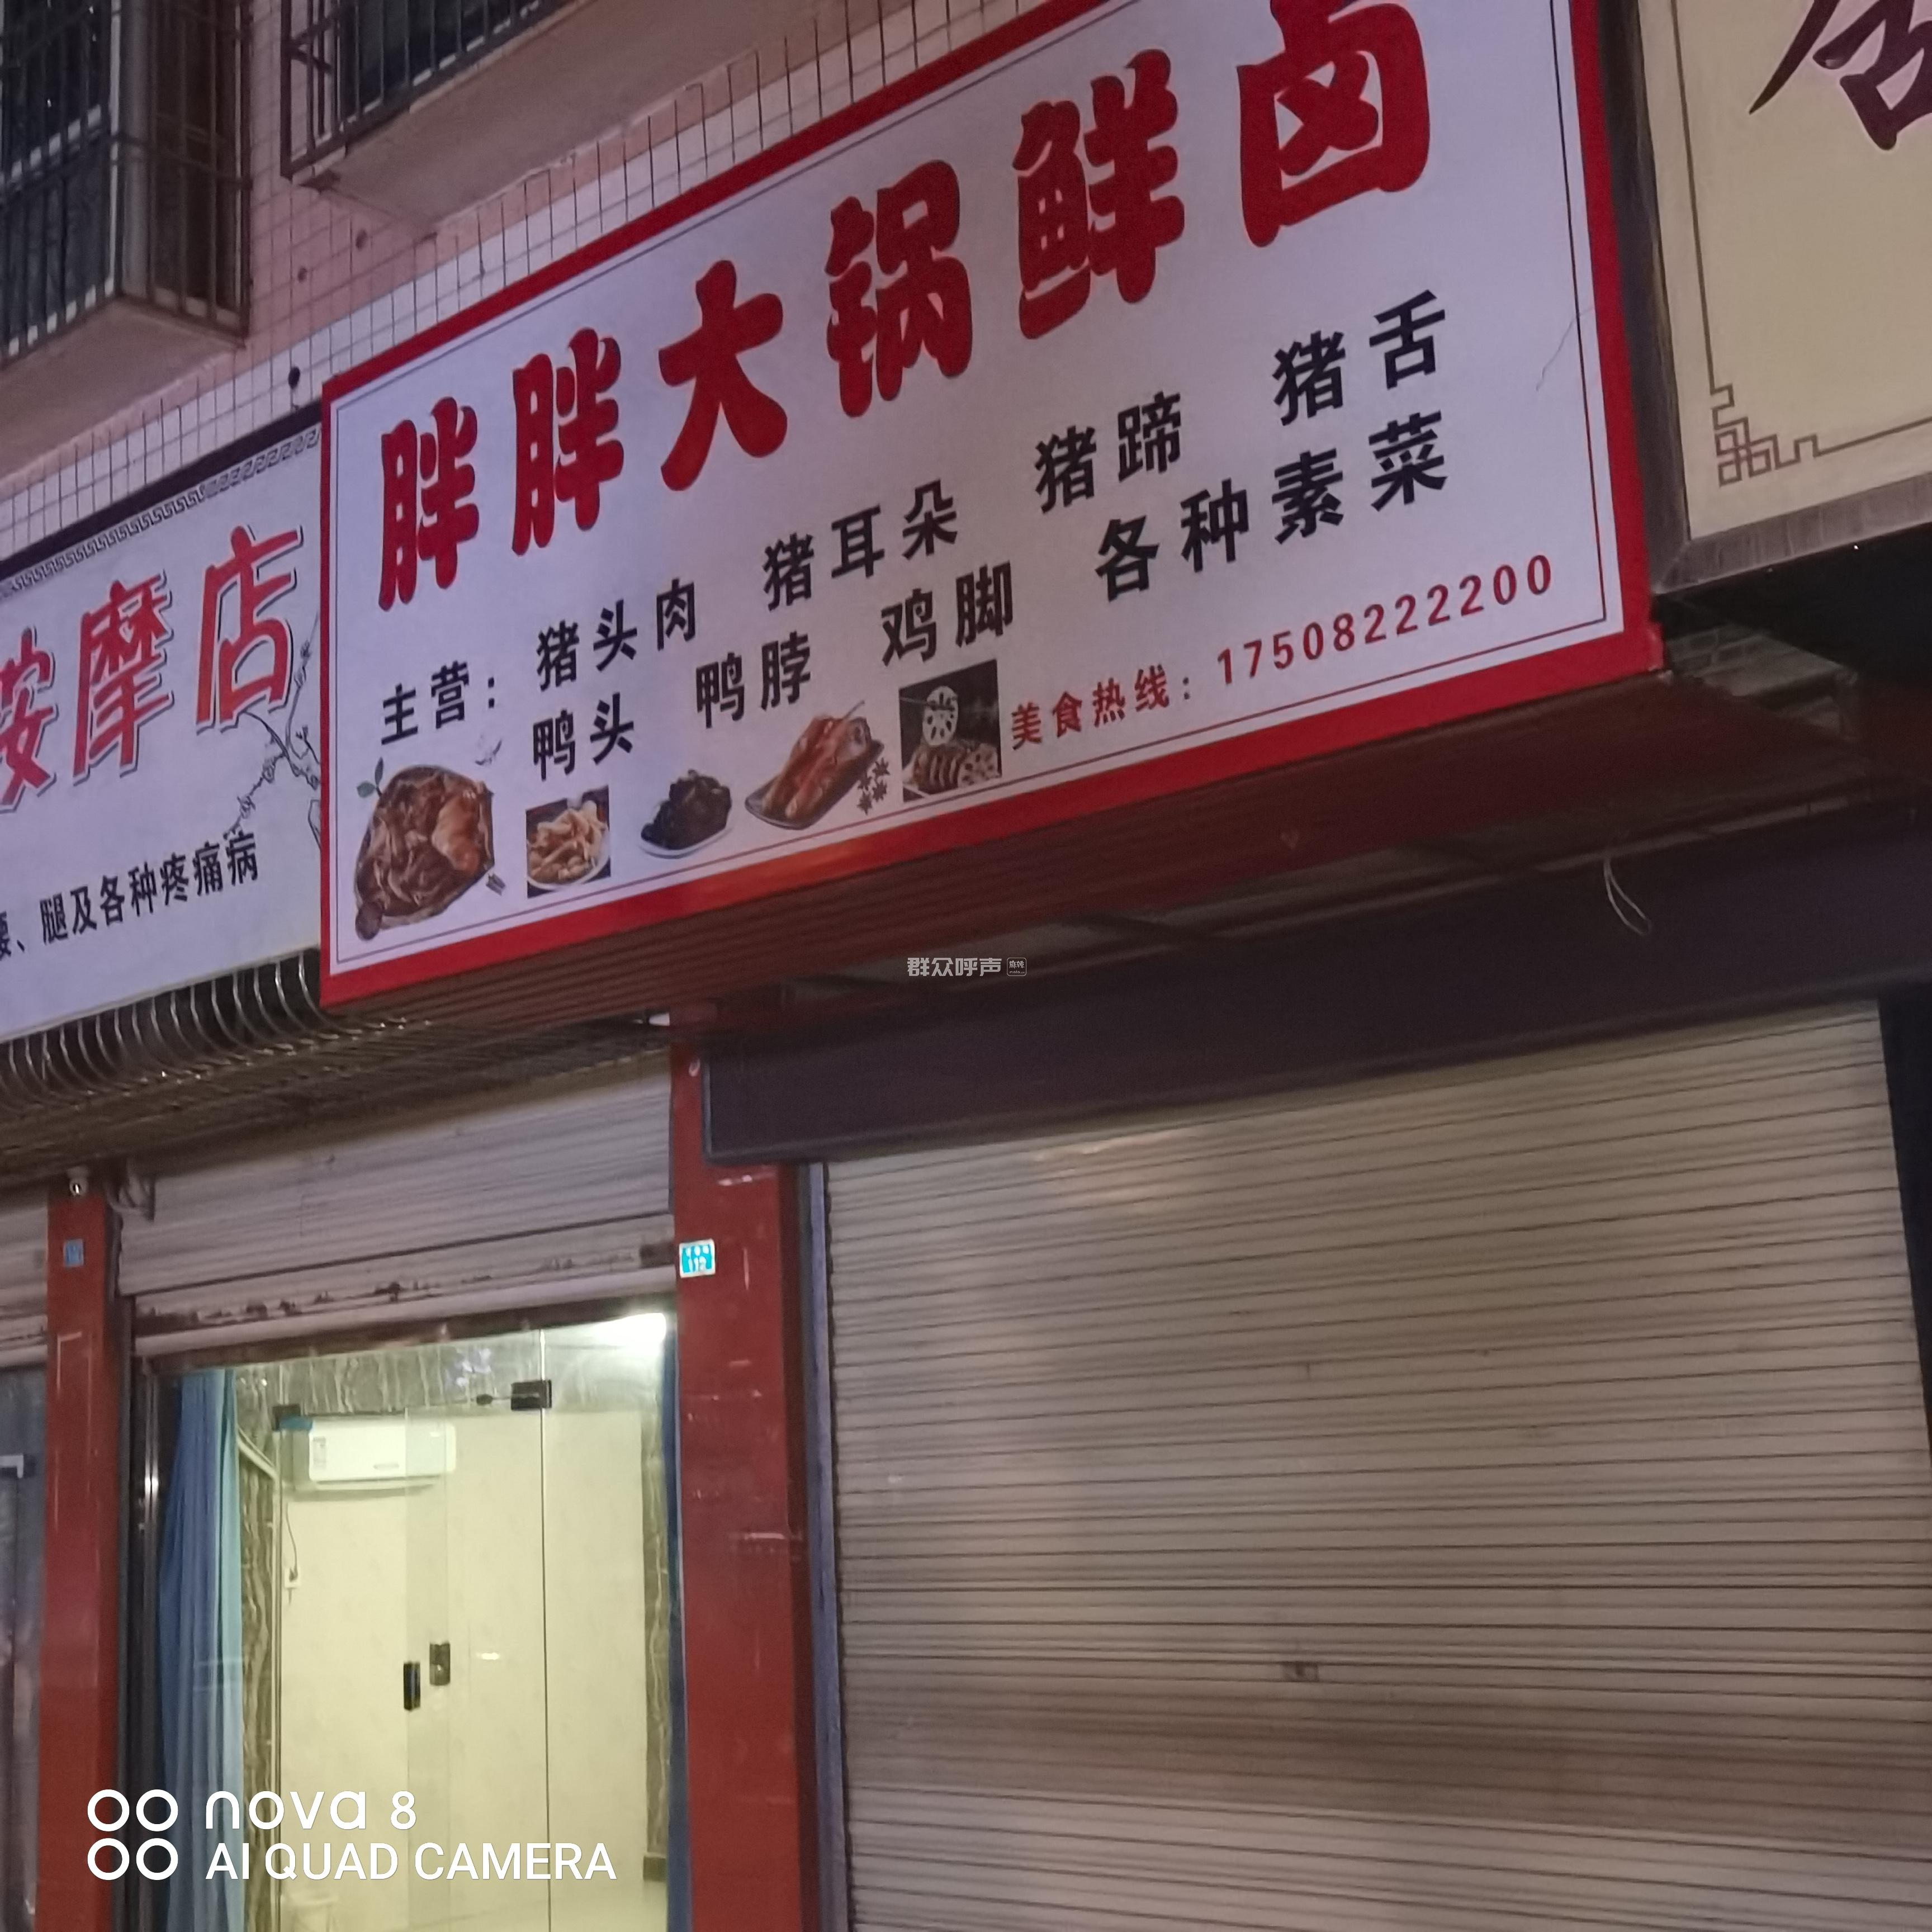 胖胖大锅鲜卤
主营：猪头肉 猪耳朵 猪蹄 猪舌
鸭头 鸭脖 鸡脚 各种素菜
美食热线：17508222200
按摩店
、腿及各种疼痛病
群众呼声
nova 8
AI QUAD CAMERA